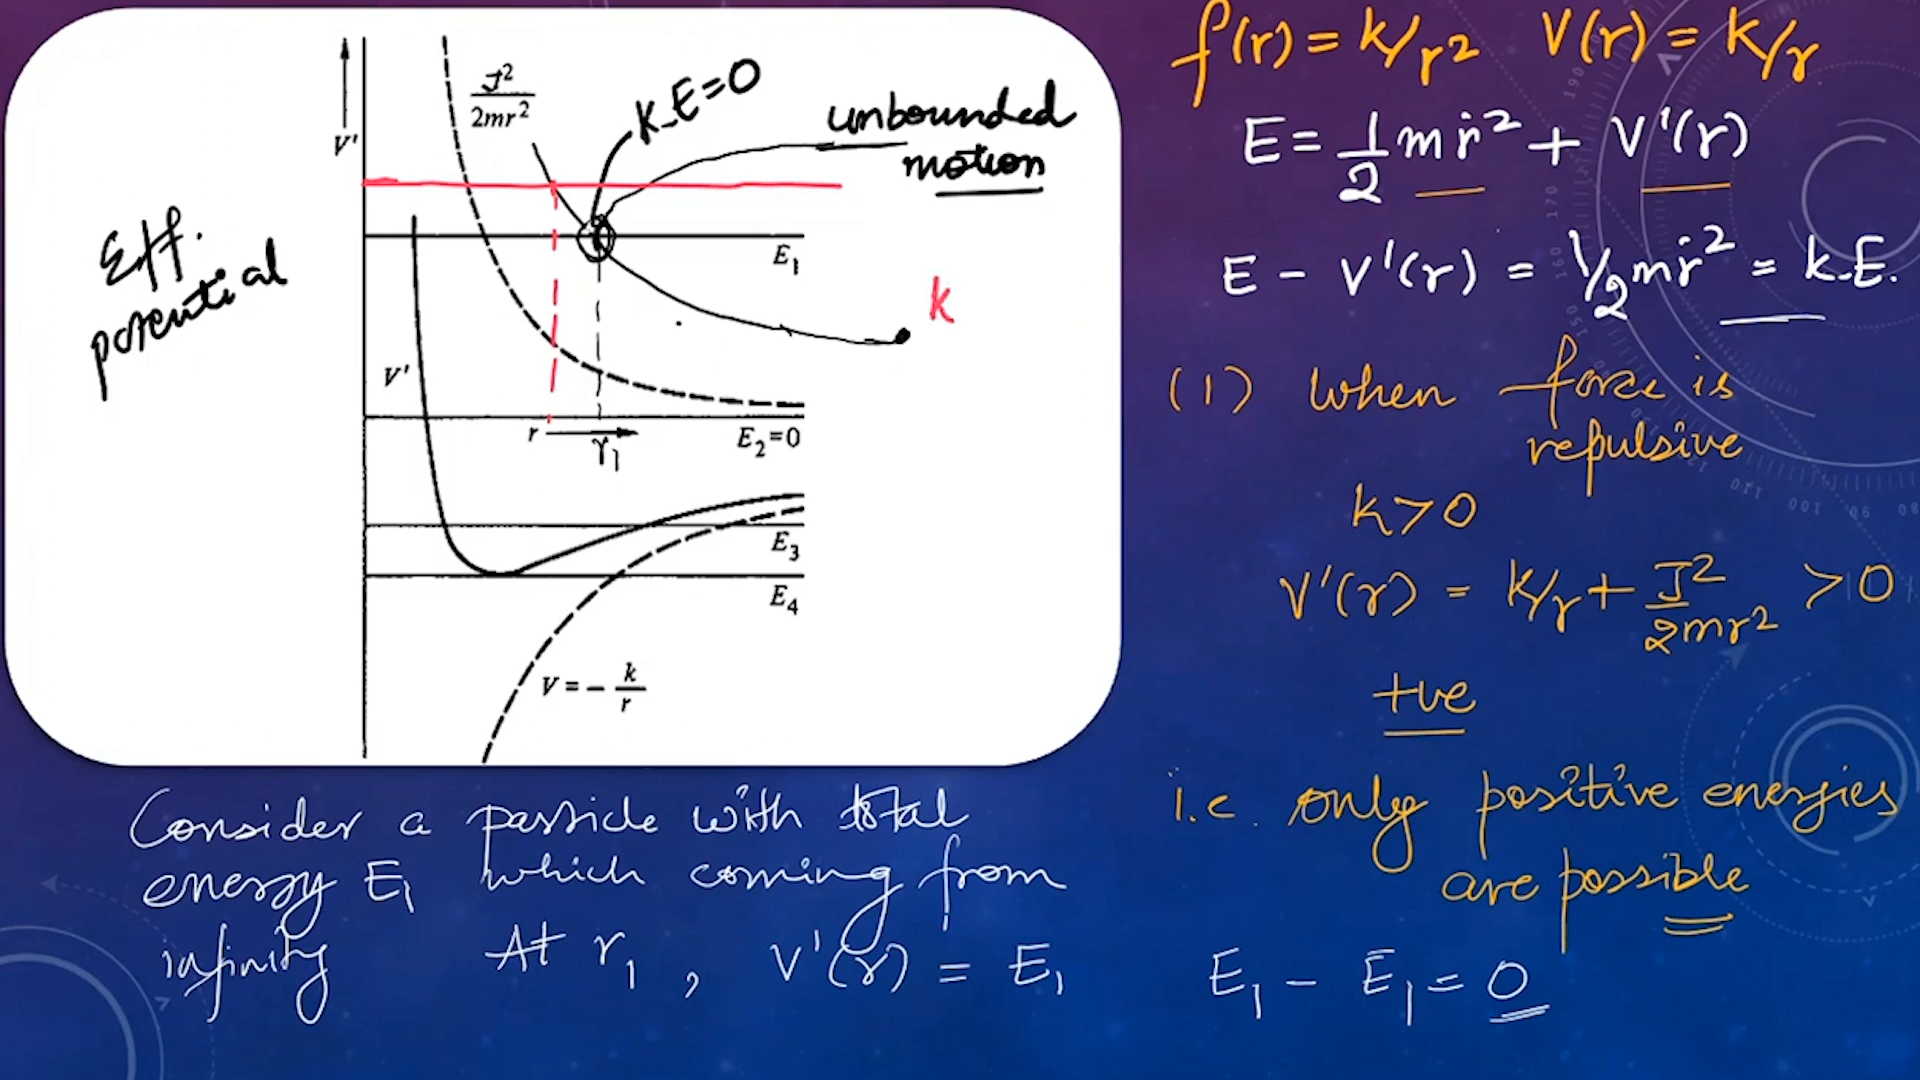 V'
J²
2mr²
K.E=0
unbounded
motion
Eff.
potential
E₁
k
V'
r
r₁
E₂=0
E₃
E₄
V = - k/r
Consider a particle with total
energy E₁ which coming from
infinity At r₁, V'(r) = E₁
f(r) = k/r² V(r) = k/r
E = 1/2 mṙ² + V'(r)
E - V'(r) = 1/2 mṙ² = k.E.
(1) when force is
repulsive
k>0
V'(r) = k/r + J²/2mr² >0
+ve
i.e. only positive energies
are possible
E₁ - E₁ = 0